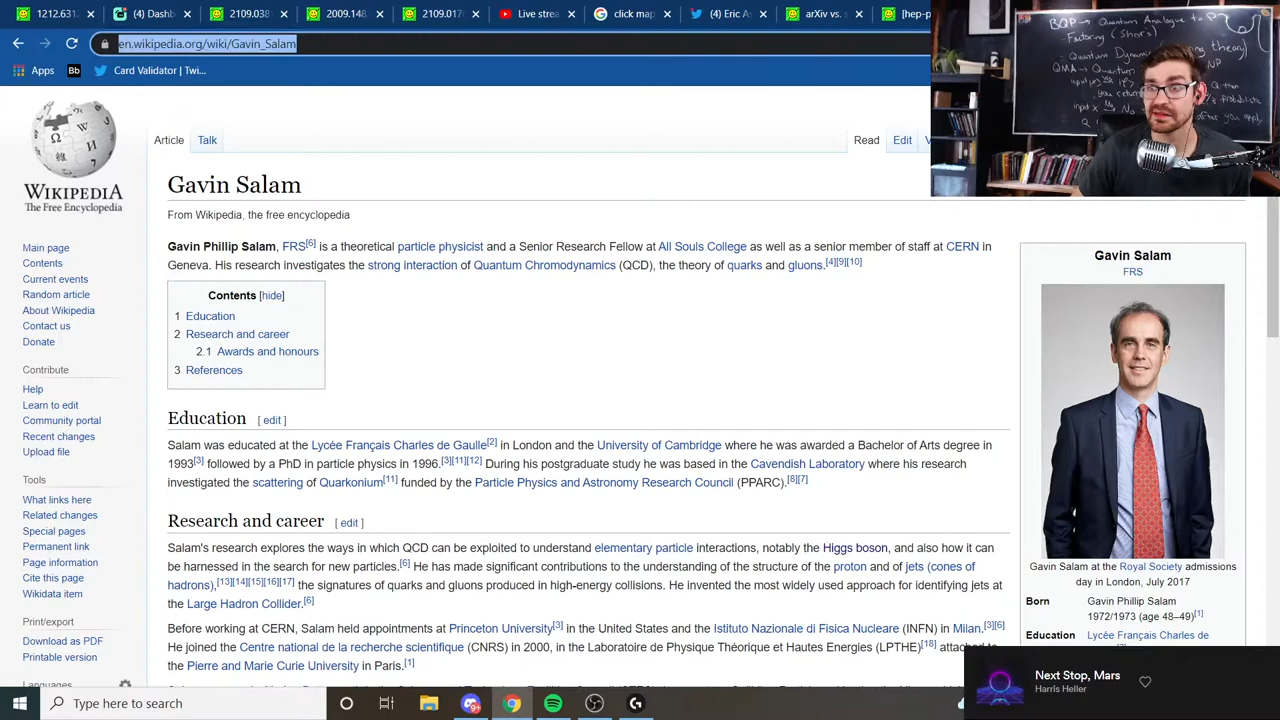 1212.6313
(4) Dashb
2109.038
2009.148
2109.0170
Live strea
click map
(4) Eric As
arXiv vs. s
[hep-p
en.wikipedia.org/wiki/Gavin_Salam
Apps
Bb
Card Validator | Twi...
BQP → Quantum Analogue to P
- Factoring (Shor's)
- Quantum Dynam
QMA → Quantum
NP
WIKIPEDIA
The Free Encyclopedia
Main page
Contents
Current events
Random article
About Wikipedia
Contact us
Donate
Contribute
Help
Learn to edit
Community portal
Recent changes
Upload file
Tools
What links here
Related changes
Special pages
Permanent link
Page information
Cite this page
Wikidata item
Print/export
Download as PDF
Printable version
Languages
Article
Talk
Read
Edit
V
Gavin Salam
From Wikipedia, the free encyclopedia
Gavin Phillip Salam, FRS[6] is a theoretical particle physicist and a Senior Research Fellow at All Souls College as well as a senior member of staff at CERN in
Geneva. His research investigates the strong interaction of Quantum Chromodynamics (QCD), the theory of quarks and gluons.[4][9][10]
Contents [hide]
1 Education
2 Research and career
2.1 Awards and honours
3 References
Education [ edit ]
Salam was educated at the Lycée Français Charles de Gaulle[2] in London and the University of Cambridge where he was awarded a Bachelor of Arts degree in
1993[3] followed by a PhD in particle physics in 1996.[3][11][12] During his postgraduate study he was based in the Cavendish Laboratory where his research
investigated the scattering of Quarkonium[11] funded by the Particle Physics and Astronomy Research Council (PPARC).[8][7]
Research and career [ edit ]
Salam's research explores the ways in which QCD can be exploited to understand elementary particle interactions, notably the Higgs boson, and also how it can
be harnessed in the search for new particles.[6] He has made significant contributions to the understanding of the structure of the proton and of jets (cones of
hadrons),[13][14][15][16][17] the signatures of quarks and gluons produced in high-energy collisions. He invented the most widely used approach for identifying jets at
the Large Hadron Collider.[6]
Before working at CERN, Salam held appointments at Princeton University[3] in the United States and the Istituto Nazionale di Fisica Nucleare (INFN) in Milan.[3][6]
He joined the Centre national de la recherche scientifique (CNRS) in 2000, in the Laboratoire de Physique Théorique et Hautes Energies (LPTHE)[18] attached to
the Pierre and Marie Curie University in Paris.[1]
Gavin Salam
FRS
Gavin Salam at the Royal Society admissions
day in London, July 2017
Born
Gavin Phillip Salam
1972/1973 (age 48–49)[1]
Education
Lycée Français Charles de
Next Stop, Mars
Harris Heller
Type here to search